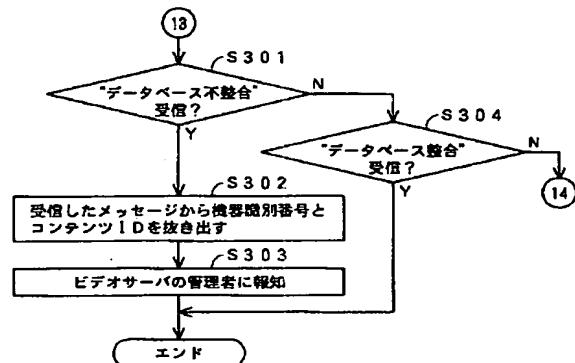 13
S301
"データベース不整合"
受信？
N
Y
S304
"データベース整合"
受信？
N
Y
14
S302
受信したメッセージから機器識別番号と
コンテンツIDを抜き出す
S303
ビデオサーバの管理者に報知
エンド